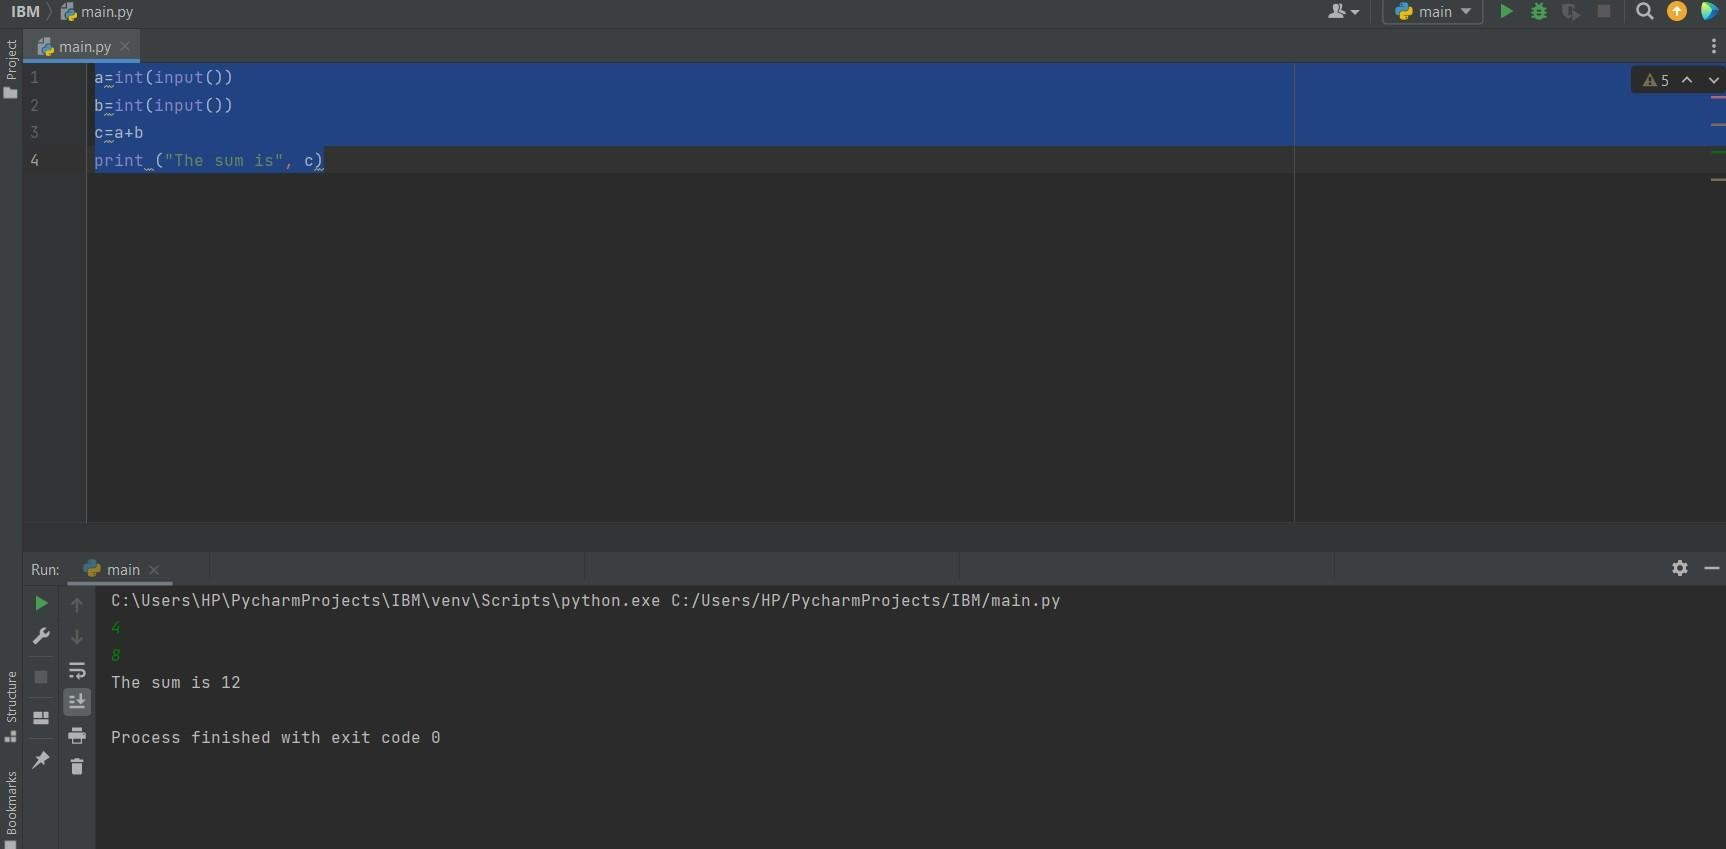 IBM main.py
main
main.py
Project
5
1 a=int(input())
2 b=int(input())
3 c=a+b
4 print ("The sum is", c)
Run: main
C:\Users\HP\PycharmProjects\IBM\venv\Scripts\python.exe C:/Users/HP/PycharmProjects/IBM/main.py
4
8
The sum is 12
Process finished with exit code 0
Structure
Bookmarks